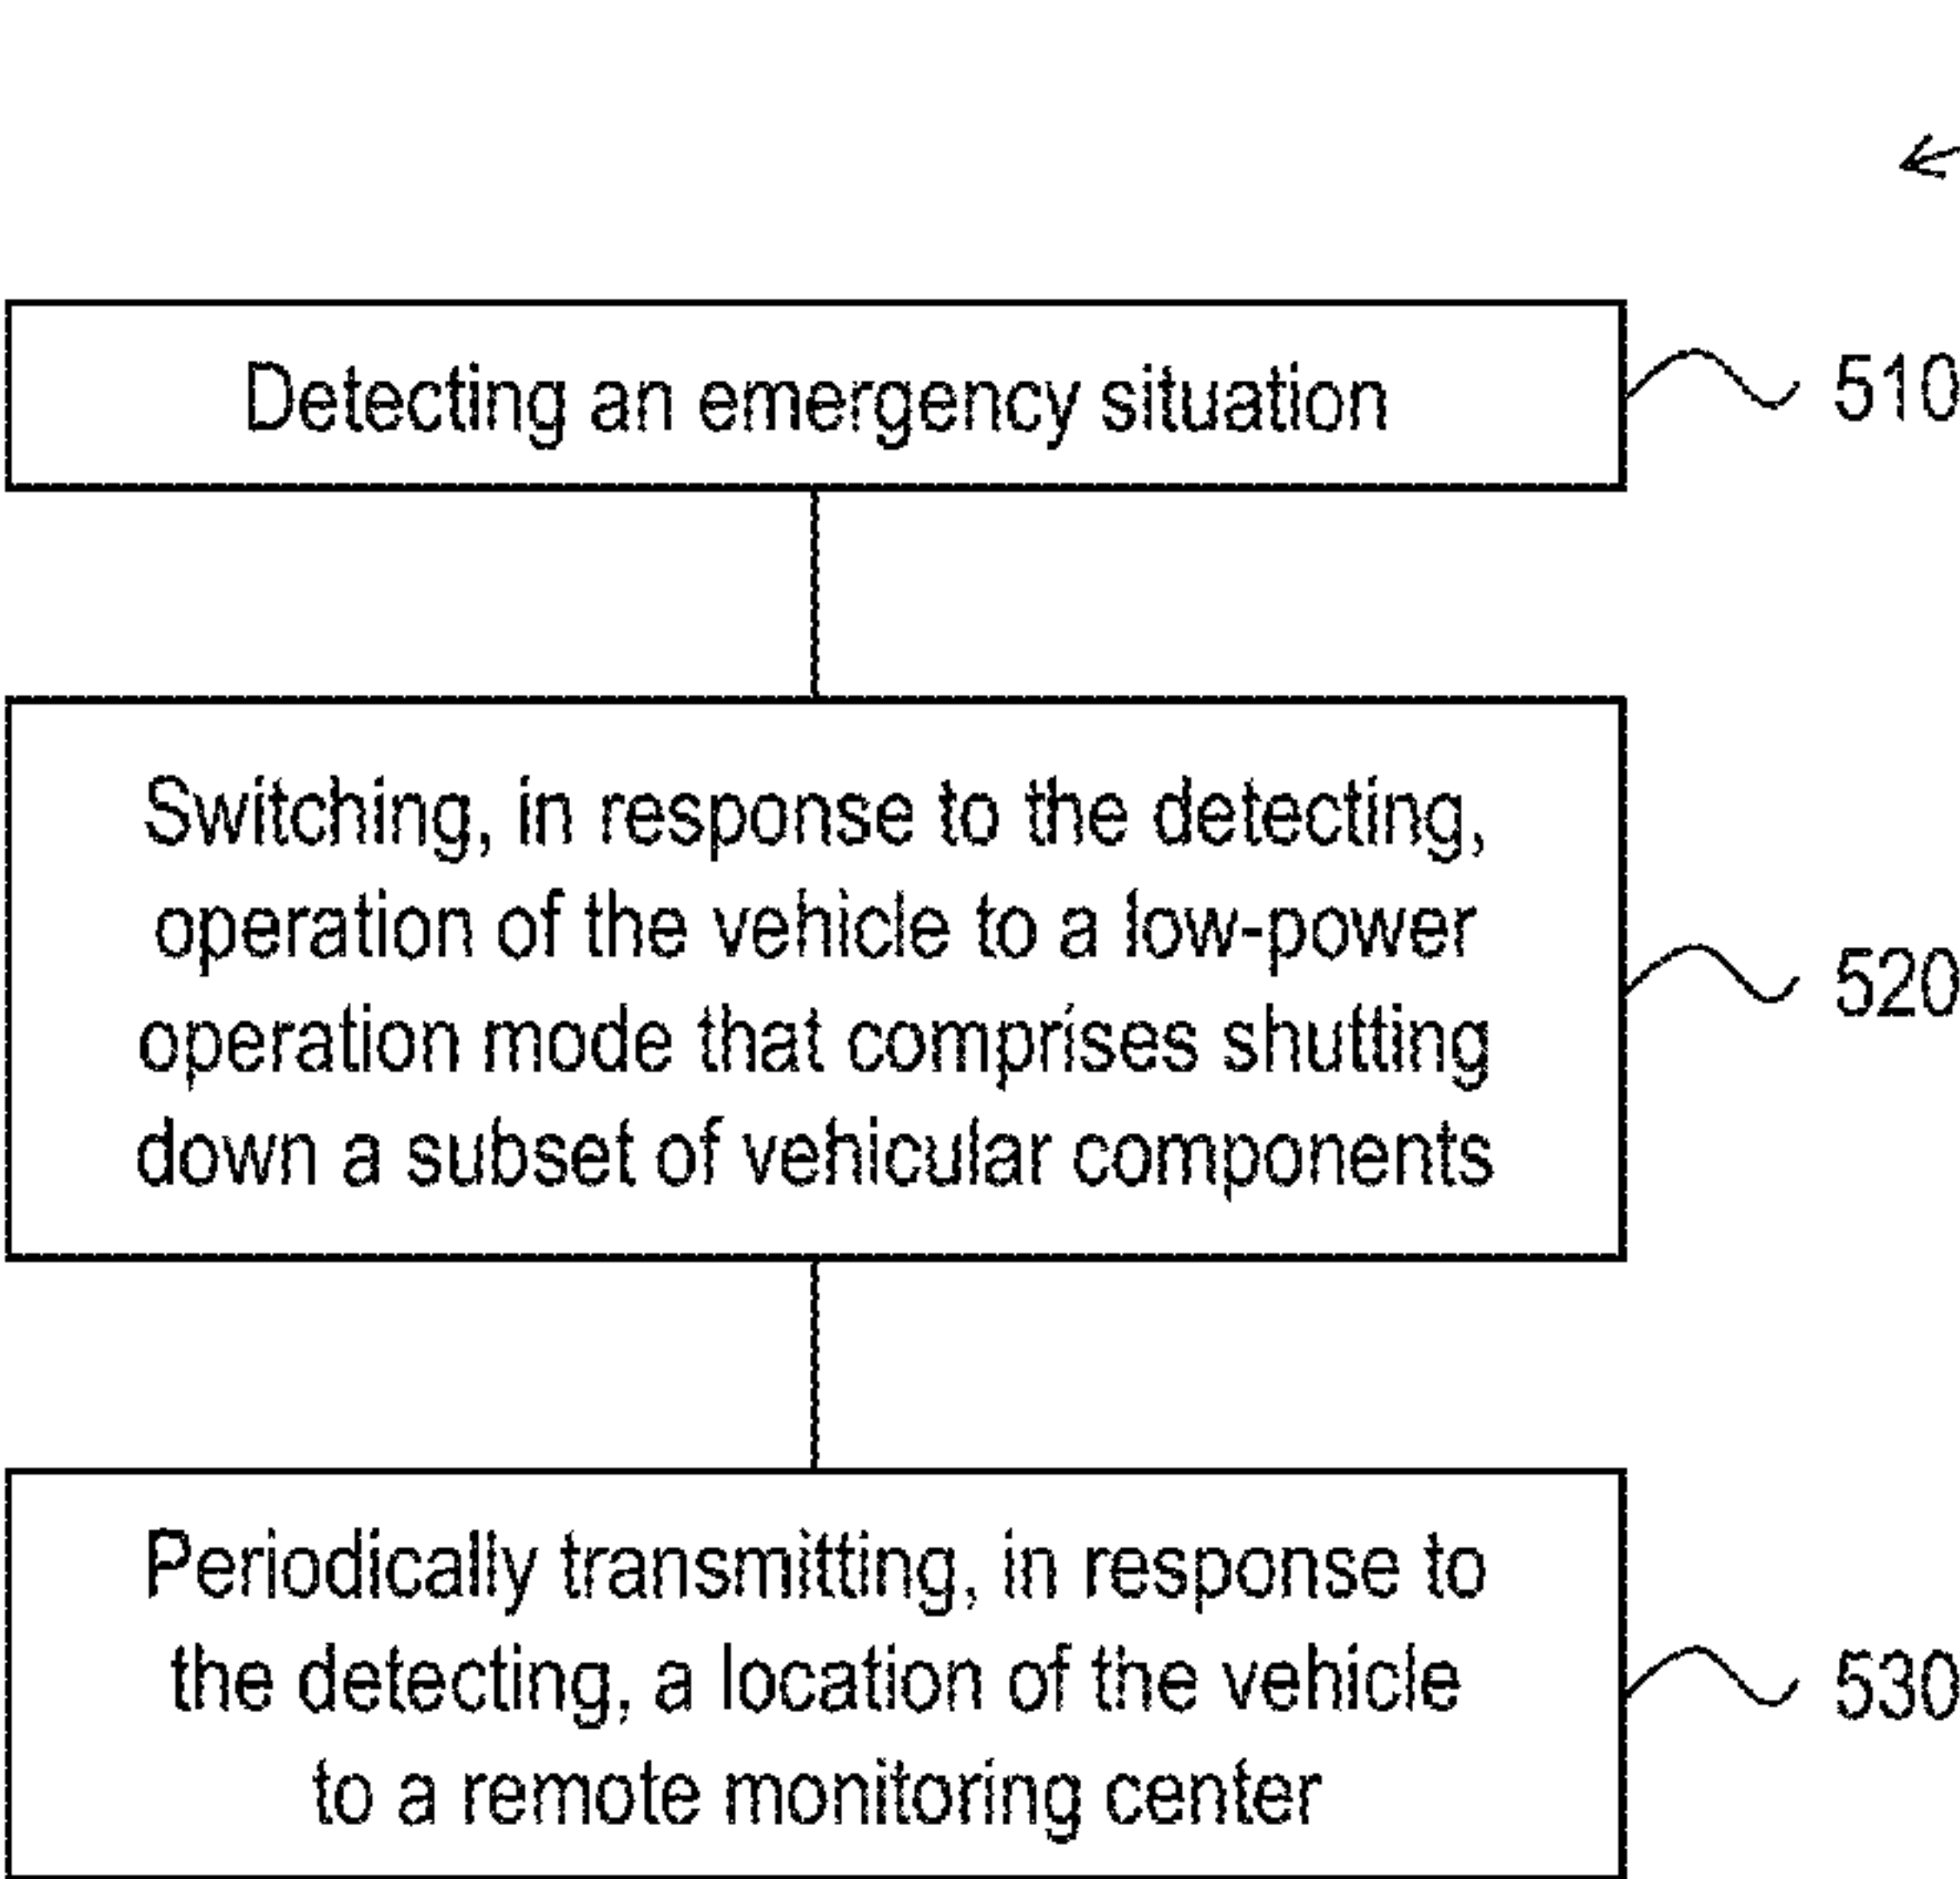 Detecting an emergency situation
510
Switching, in response to the detecting,
operation of the vehicle to a low-power
operation mode that comprises shutting
down a subset of vehicular components
520
Periodically transmitting, in response to
the detecting, a location of the vehicle
to a remote monitoring center
530